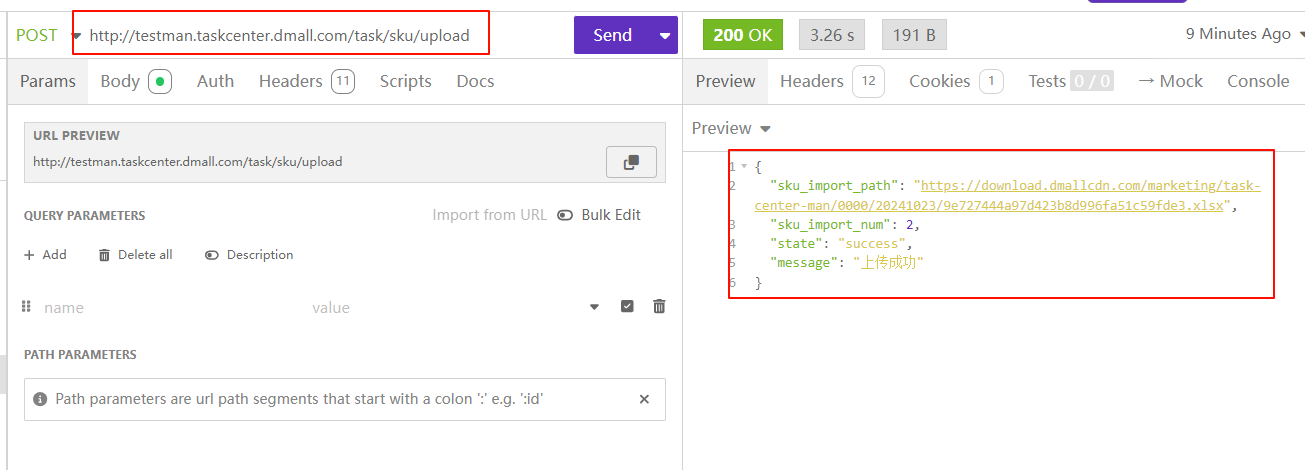 POST http://testman.taskcenter.dmall.com/task/sku/upload Send 200 OK 3.26 s 191 B 9 Minutes Ago
Params Body Auth Headers 11 Scripts Docs Preview Headers 12 Cookies 1 Tests 0 / 0 → Mock Console
URL PREVIEW
http://testman.taskcenter.dmall.com/task/sku/upload
QUERY PARAMETERS Import from URL Bulk Edit
+ Add Delete all Description
name value
PATH PARAMETERS
Path parameters are url path segments that start with a colon ':' e.g. ':id'
Preview
1 {
2 "sku_import_path": "https://download.dmallcdn.com/marketing/task-
center-man/0000/20241023/9e727444a97d423b8d996fa51c59fde3.xlsx",
3 "sku_import_num": 2,
4 "state": "success",
5 "message": "上传成功"
6 }